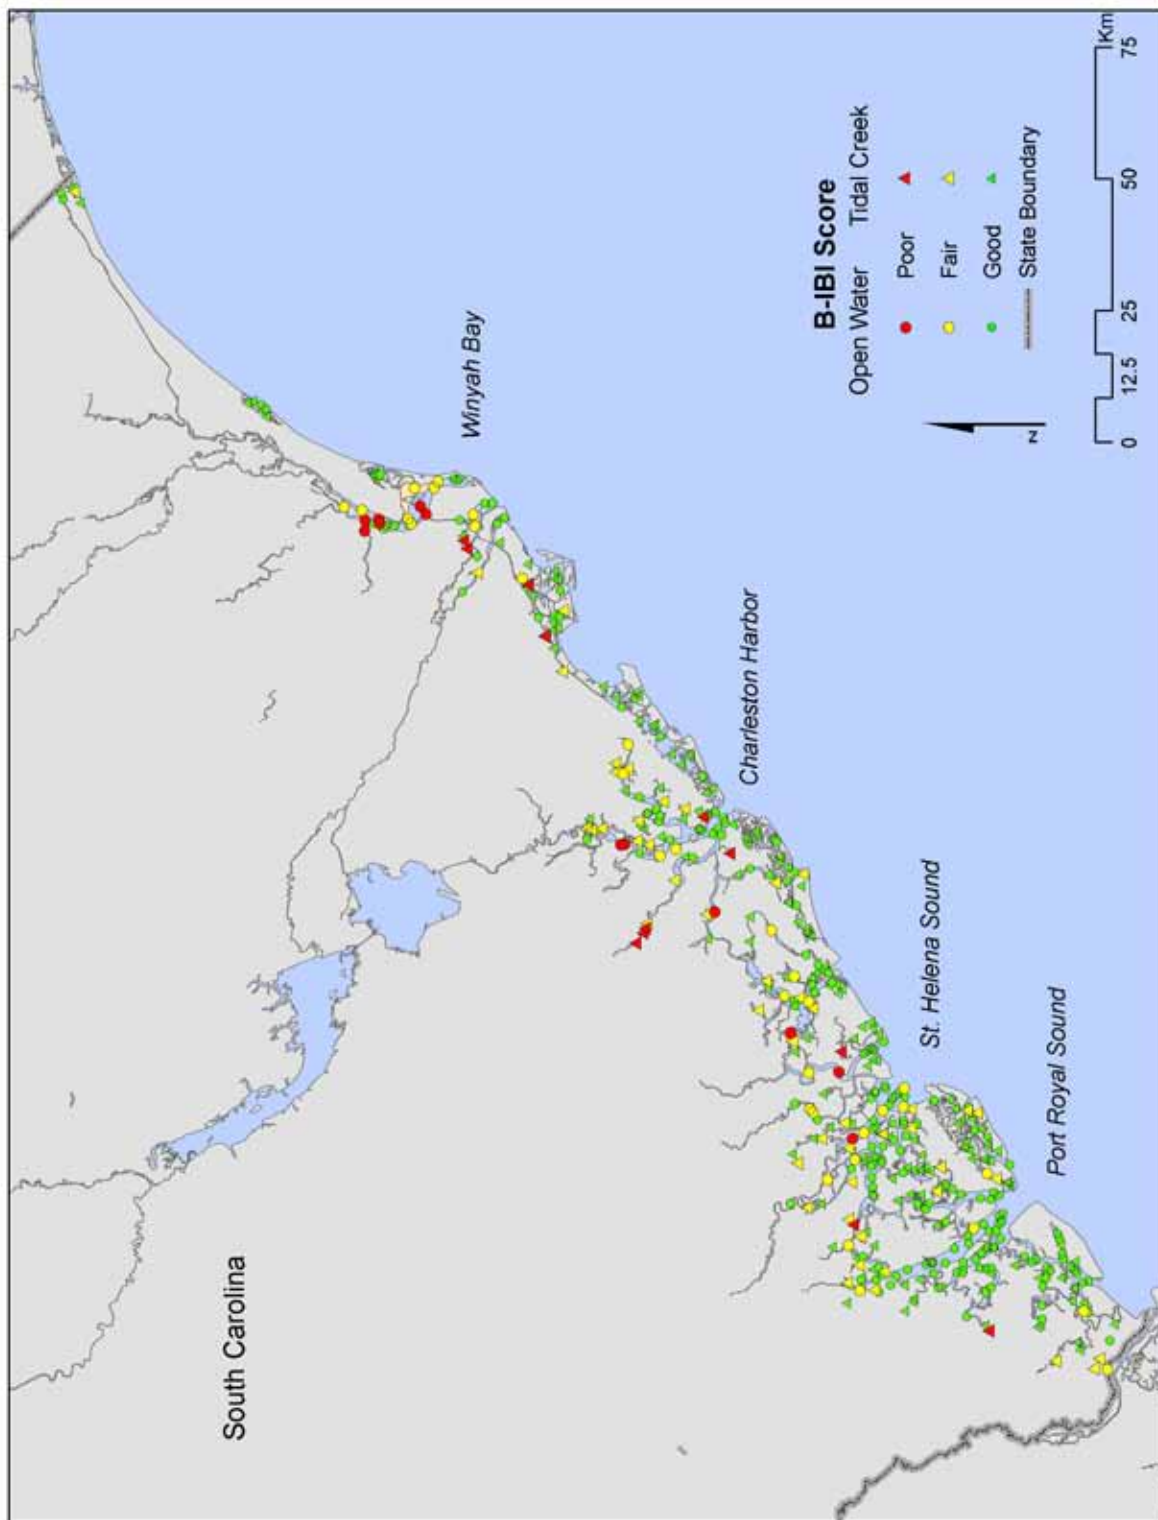 South Carolina
Winyah Bay
Charleston Harbor
St. Helena Sound
Port Royal Sound
B-IBI Score
Open Water Tidal Creek
Poor
Fair
Good
State Boundary
N
0 12.5 25 50 75
Km